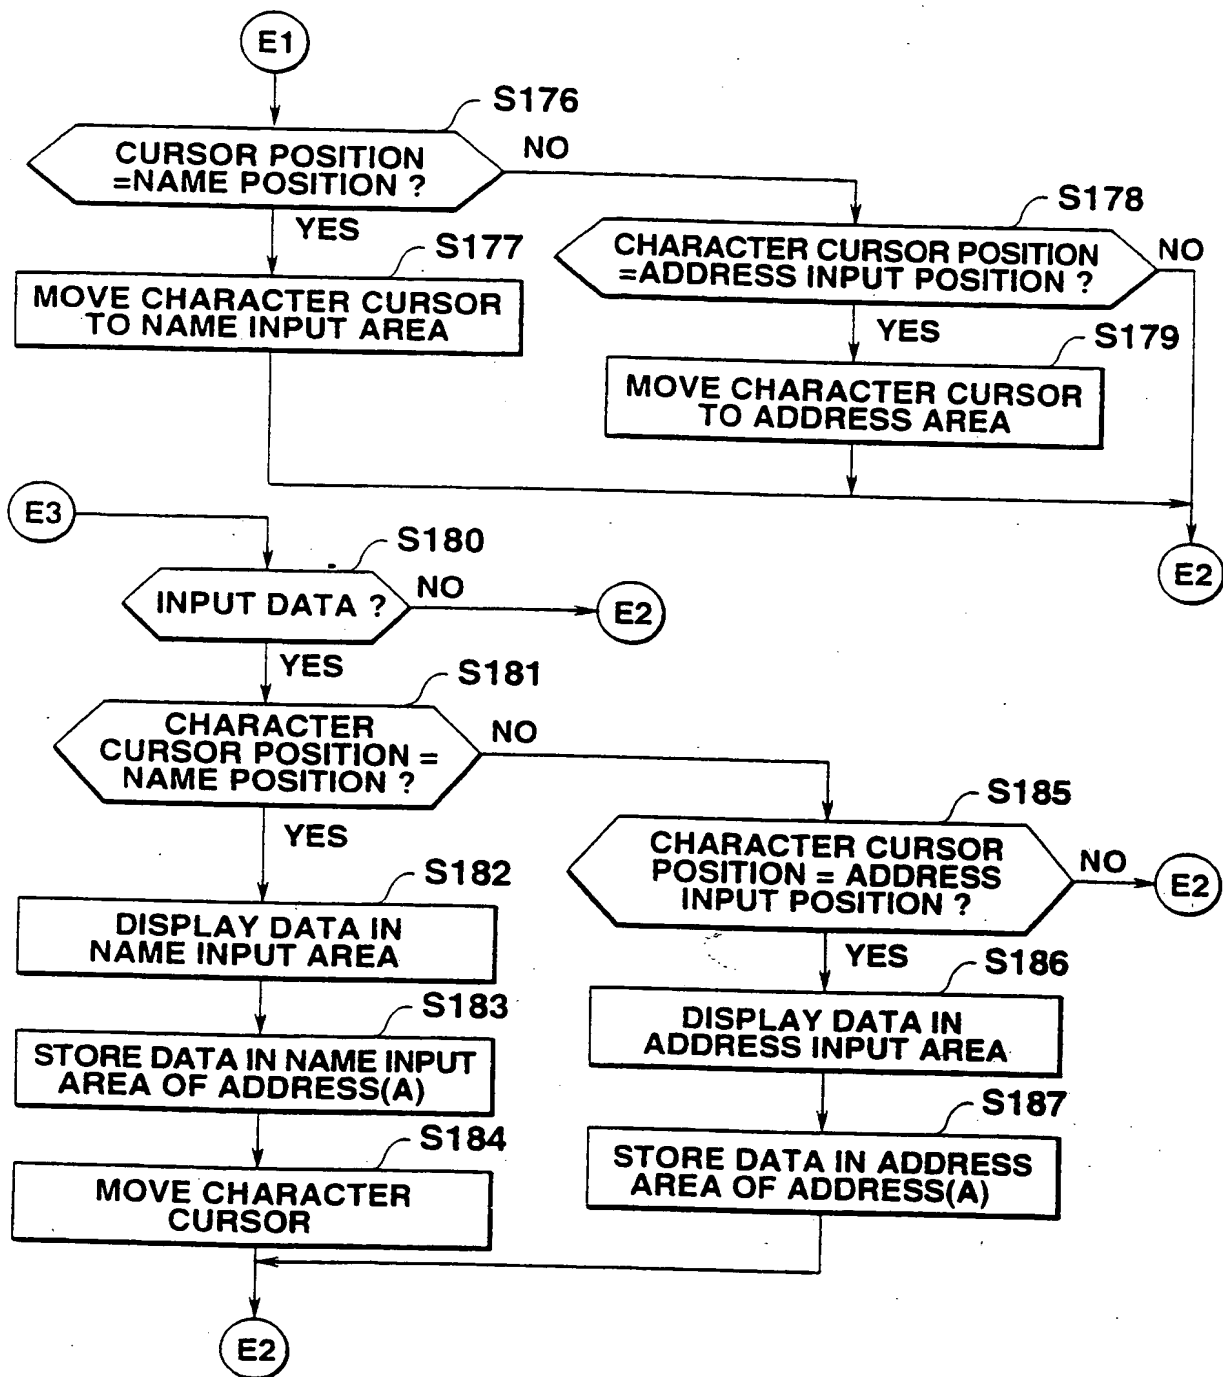 E1
S176
CURSOR POSITION
=NAME POSITION ?
NO
YES
S177
MOVE CHARACTER CURSOR
TO NAME INPUT AREA
S178
CHARACTER CURSOR POSITION
=ADDRESS INPUT POSITION ?
NO
YES
S179
MOVE CHARACTER CURSOR
TO ADDRESS AREA
E2
E3
S180
INPUT DATA ?
NO
E2
YES
S181
CHARACTER
CURSOR POSITION =
NAME POSITION ?
NO
YES
S182
DISPLAY DATA IN
NAME INPUT AREA
S183
STORE DATA IN NAME INPUT
AREA OF ADDRESS(A)
S184
MOVE CHARACTER
CURSOR
S185
CHARACTER CURSOR
POSITION = ADDRESS
INPUT POSITION ?
NO
E2
YES
S186
DISPLAY DATA IN
ADDRESS INPUT AREA
S187
STORE DATA IN ADDRESS
AREA OF ADDRESS(A)
E2